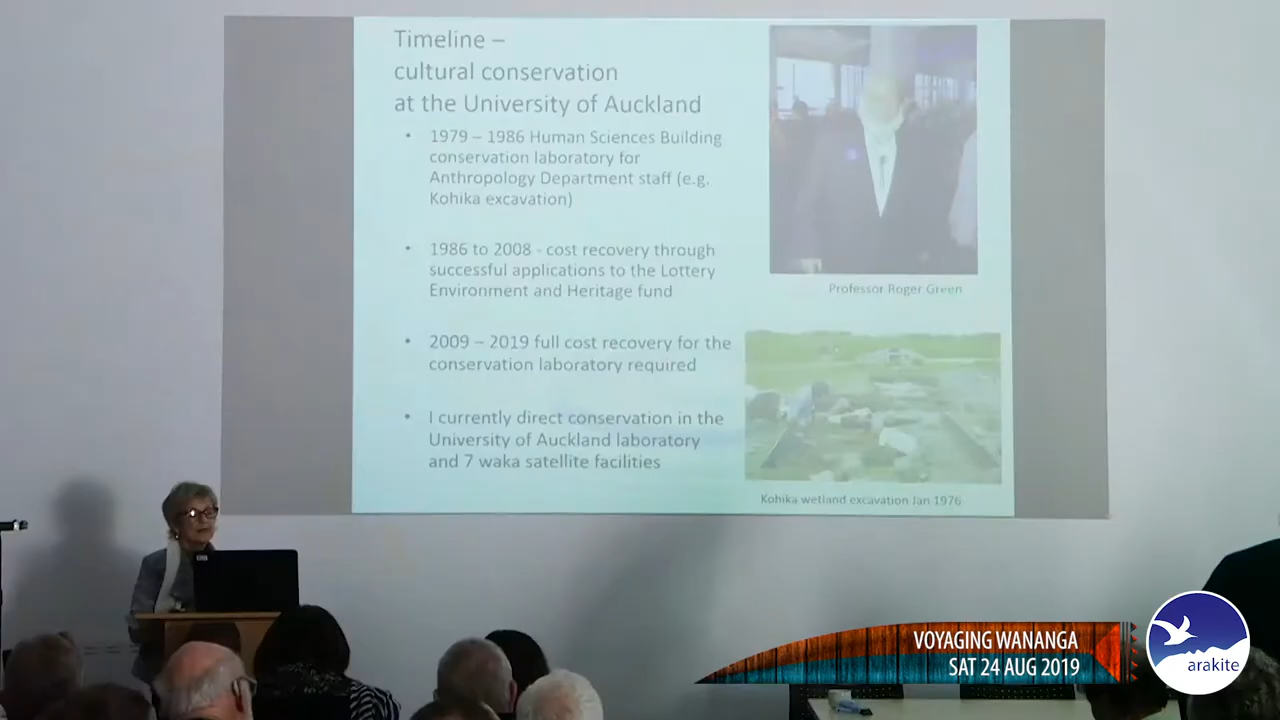 Timeline –
cultural conservation
at the University of Auckland
• 1979 – 1986 Human Sciences Building
conservation laboratory for
Anthropology Department staff (e.g.
Kohika excavation)
• 1986 to 2008 - cost recovery through
successful applications to the Lottery
Environment and Heritage fund
• 2009 – 2019 full cost recovery for the
conservation laboratory required
• I currently direct conservation in the
University of Auckland laboratory
and 7 waka satellite facilities
Professor Roger Green
Kohika wetland excavation Jan 1976
VOYAGING WANANGA
SAT 24 AUG 2019
arakite